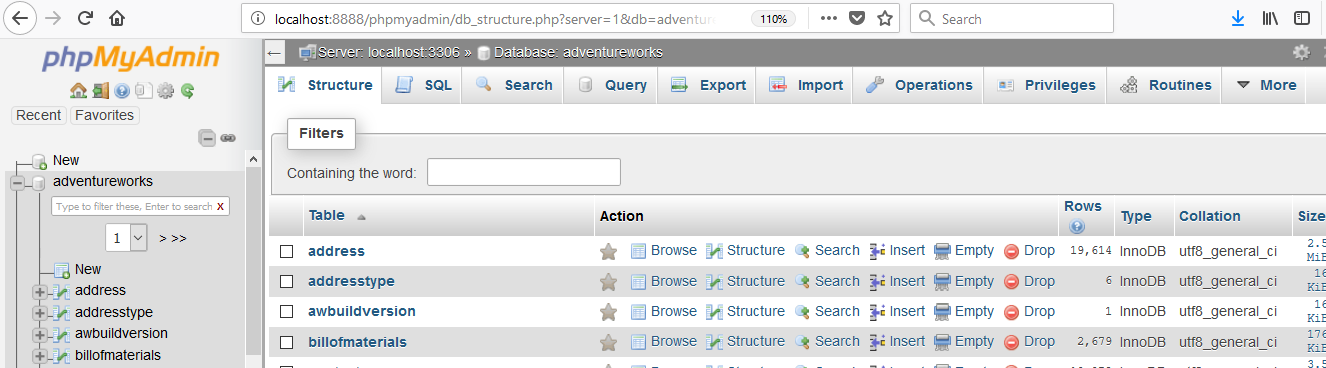 localhost:8888/phpmyadmin/db_structure.php?server=1&db=adventure
110%
Search
phpMyAdmin
Recent Favorites
New
adventureworks
Type to filter these, Enter to search X
1 > >>
New
address
addresstype
awbuildversion
billofmaterials
Server: localhost:3306 » Database: adventureworks
Structure SQL Search Query Export Import Operations Privileges Routines More
Filters
Containing the word:
Table Action Rows Type Collation Size
address Browse Structure Search Insert Empty Drop 19,614 InnoDB utf8_general_ci 2.5 MiB
addresstype Browse Structure Search Insert Empty Drop 6 InnoDB utf8_general_ci 16 KiB
awbuildversion Browse Structure Search Insert Empty Drop 1 InnoDB utf8_general_ci 16 KiB
billofmaterials Browse Structure Search Insert Empty Drop 2,679 InnoDB utf8_general_ci 176 KiB